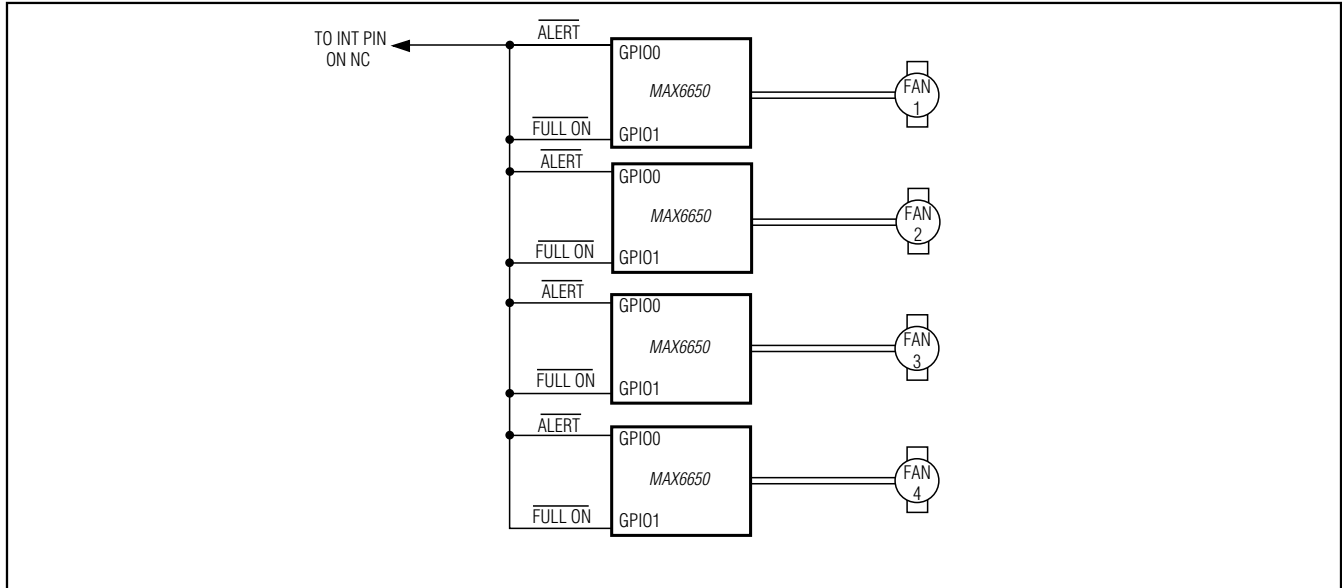 TO INT PIN
ON NC
ALERT
GPIO0
MAX6650
FULL ON
GPIO1
FAN
1
ALERT
GPIO0
MAX6650
FULL ON
GPIO1
FAN
2
ALERT
GPIO0
MAX6650
FULL ON
GPIO1
FAN
3
ALERT
GPIO0
MAX6650
FULL ON
GPIO1
FAN
4